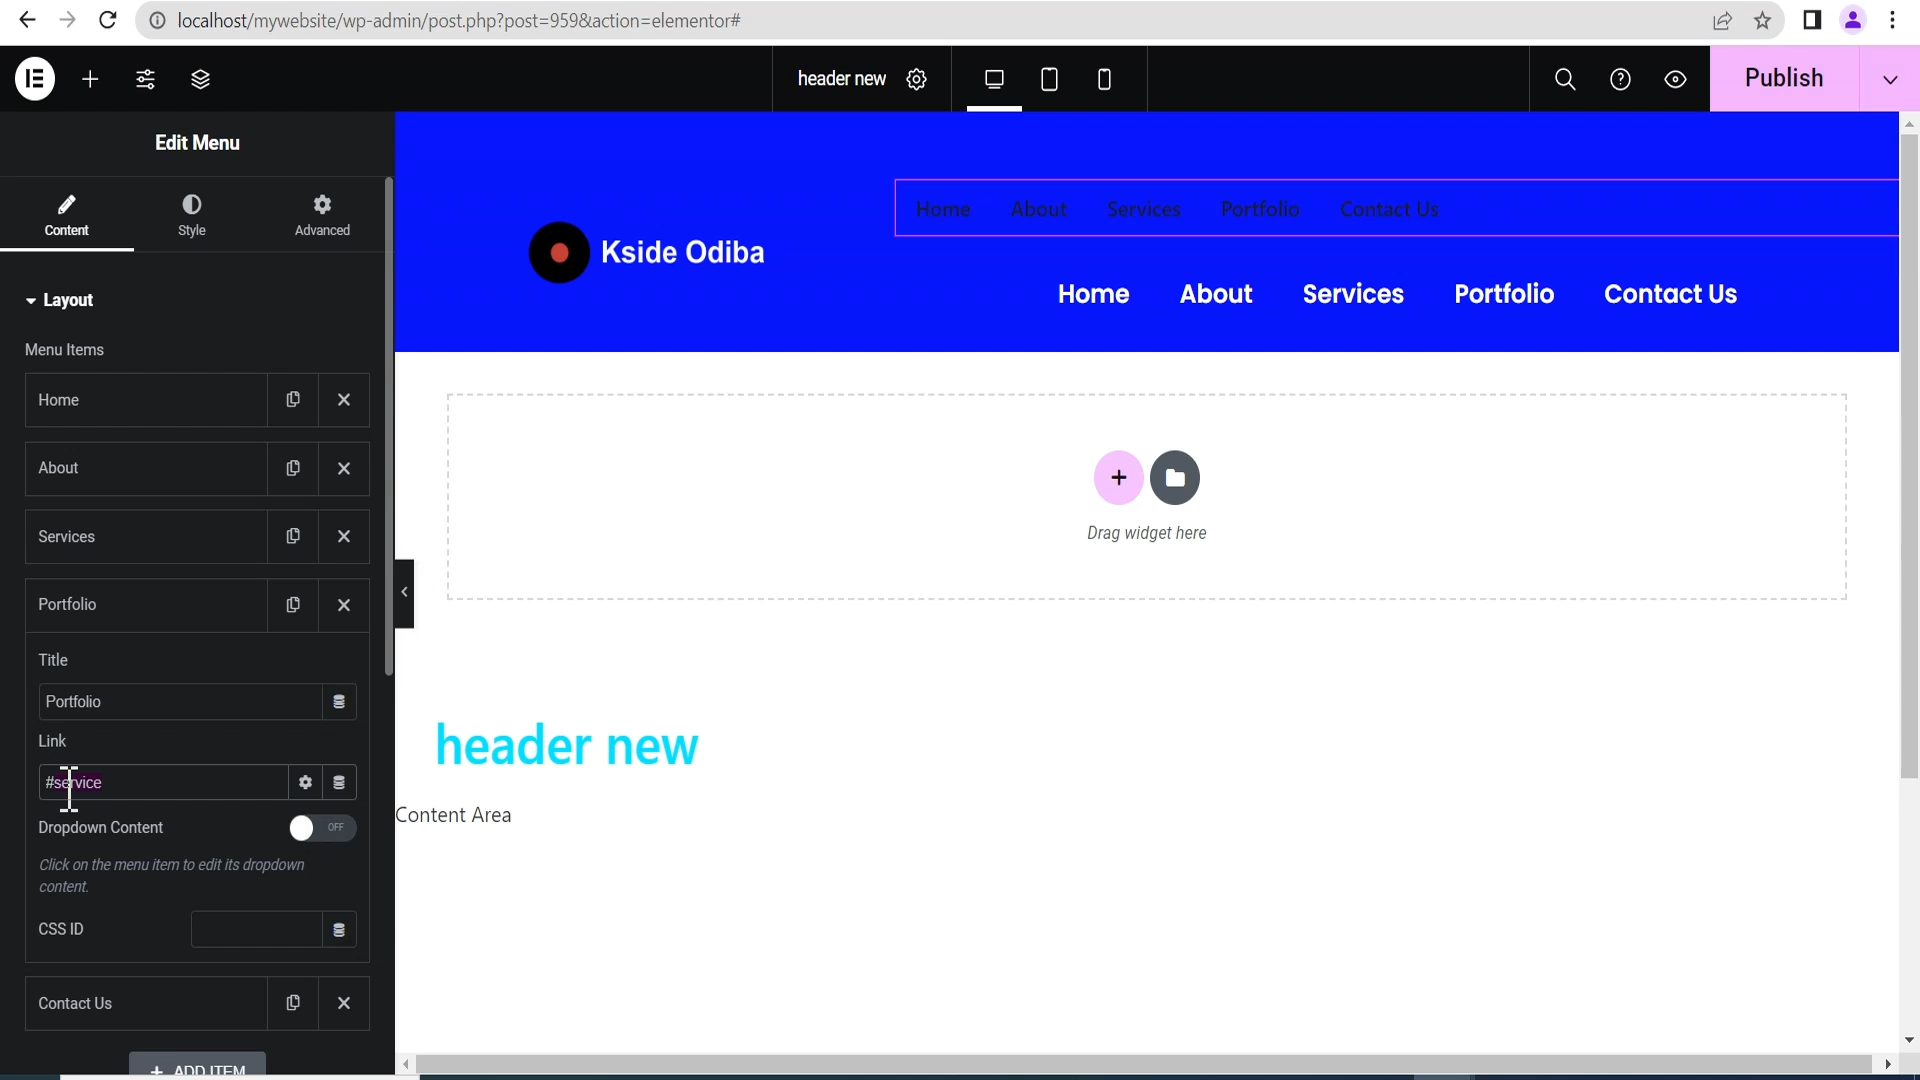 localhost/mywebsite/wp-admin/post.php?post=959&action=elementor#
header new
Publish
Edit Menu
Content
Style
Advanced
Layout
Menu Items
Home
About
Services
Portfolio
Title
Portfolio
Link
#service
Dropdown Content
OFF
Click on the menu item to edit its dropdown
content.
CSS ID
Contact Us
+ ADD ITEM
Home About Services Portfolio Contact Us
Kside Odiba
Home About Services Portfolio Contact Us
Drag widget here
header new
Content Area